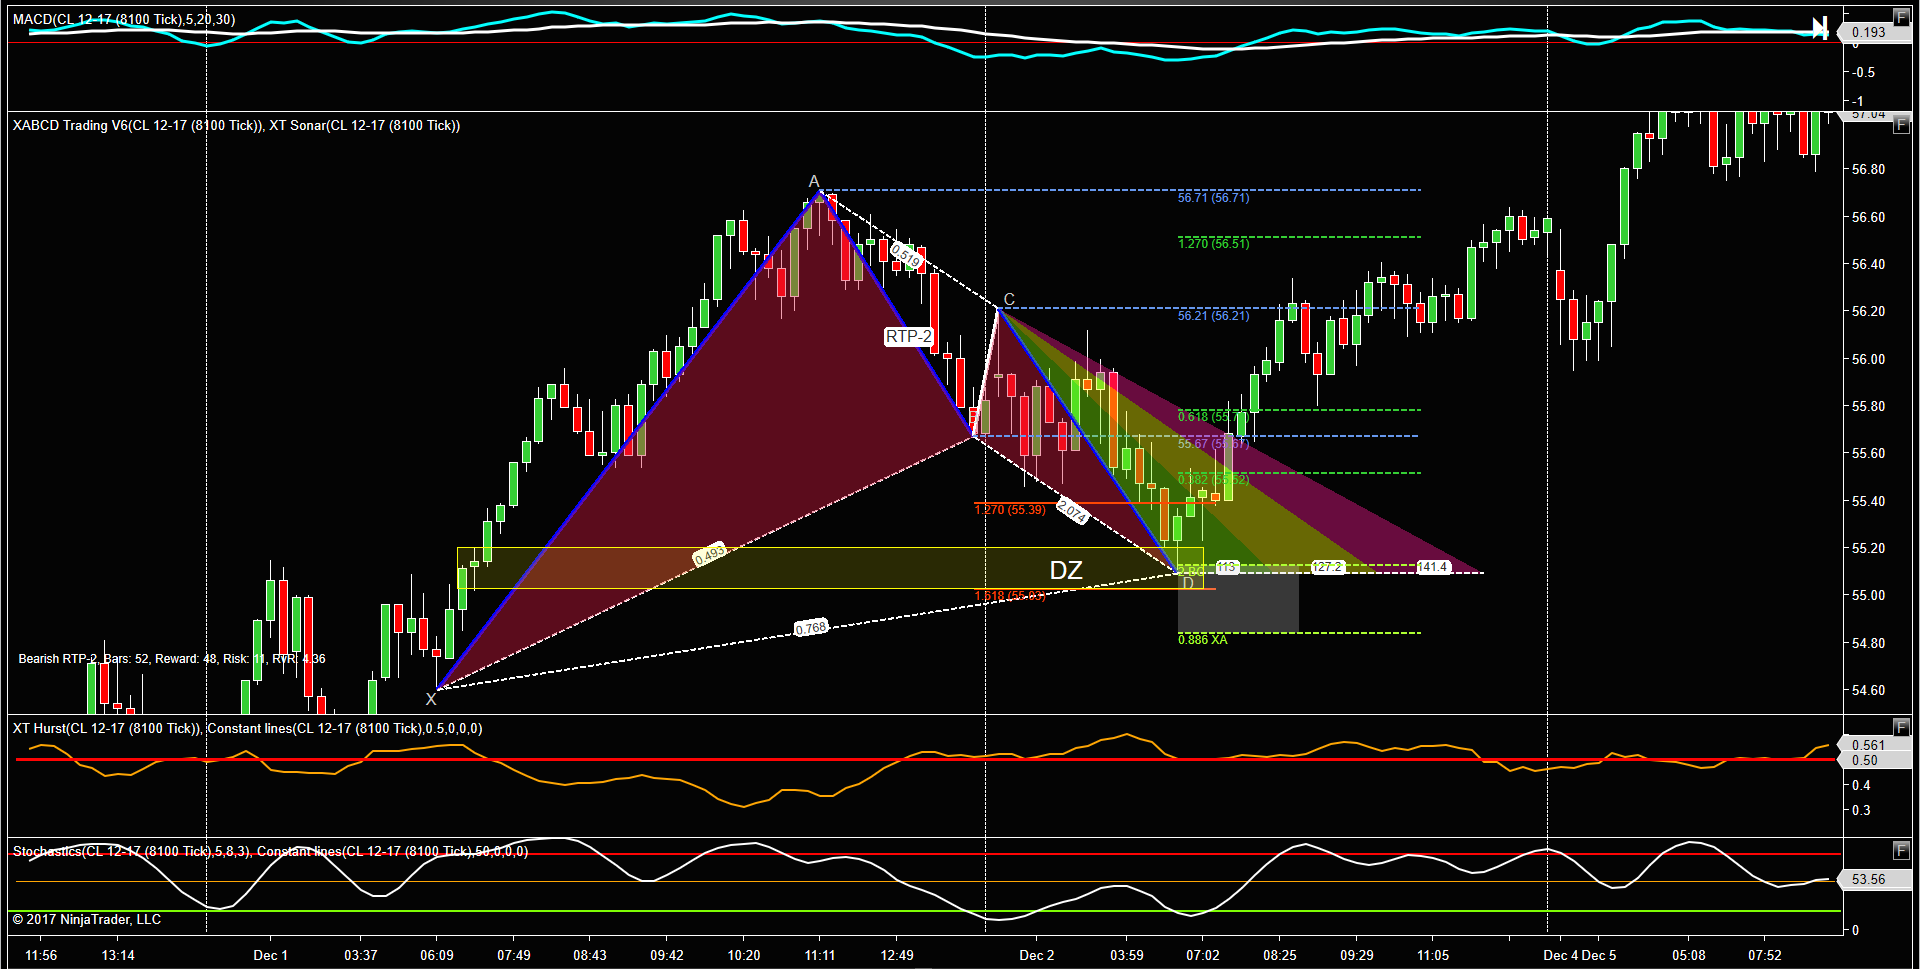 MACD(CL 12-17 (8100 Tick),5,20,30)
F
0.193
0
-0.5
-1
XABCD Trading V6(CL 12-17 (8100 Tick)), XT Sonar(CL 12-17 (8100 Tick))
57.04
F
56.80
56.60
56.40
56.20
56.00
55.80
55.60
55.40
55.20
55.00
54.80
54.60
A
56.71 (56.71)
1.270 (56.51)
0.519
C
56.21 (56.21)
RTP-2
B
0.618
55.67
0.382 (55.52)
1.270 (55.39)
2.074
0.493
DZ
113
127.2
141.4
D
1.618 (55.03)
0.768
0.886 XA
Bearish RTP-2, Bars: 52, Reward: 48, Risk: 11, RVR: 4.36
X
XT Hurst(CL 12-17 (8100 Tick)), Constant lines(CL 12-17 (8100 Tick),0.5,0,0,0)
F
0.561
0.50
0.4
0.3
Stochastics(CL 12-17 (8100 Tick),5,8,3), Constant lines(CL 12-17 (8100 Tick),50,0,0,0)
F
53.56
0
© 2017 NinjaTrader, LLC
11:56 13:14 Dec 1 03:37 06:09 07:49 08:43 09:42 10:20 11:11 12:49 Dec 2 03:59 07:02 08:25 09:29 11:05 Dec 4 Dec 5 05:08 07:52